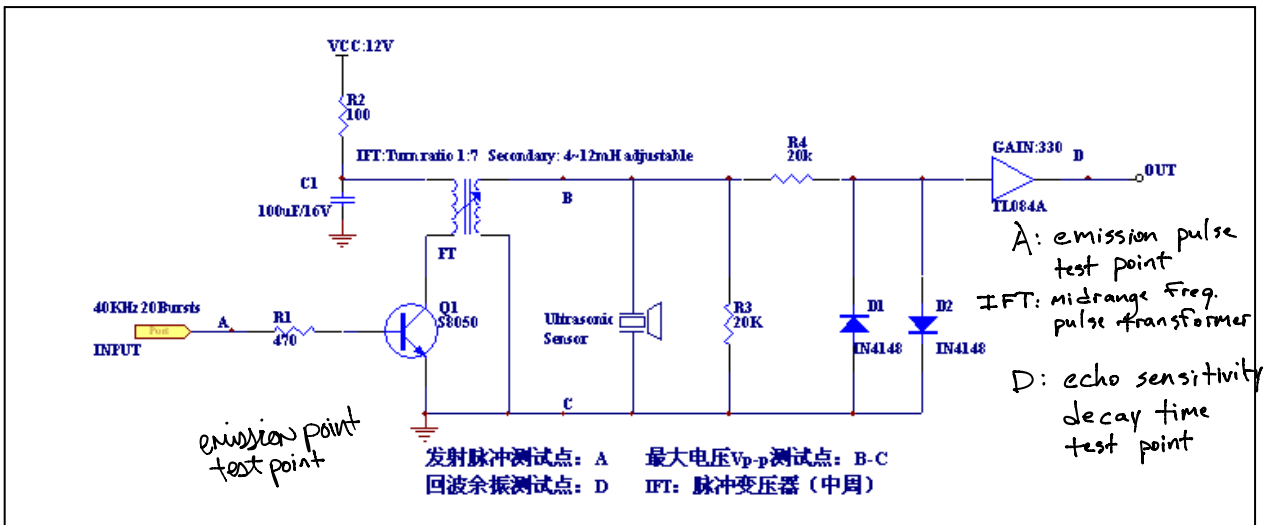 VCC:12V
R2
100
IFT:Turn ratio 1:7 Secondary: 4~12mH adjustable
R4
20k
GAIN:330
D
OUT
C1
100uF/16V
B
TL084A
FT
A: emission pulse
test point
IFT: midrange freq.
pulse transformer
40KHz 20Bursts
Port
INPUT
A
R1
470
Q1
S8050
Ultrasonic
Sensor
R3
20K
D1
IN4148
D2
IN4148
D: echo sensitivity
decay time
test point
C
emission point
test point
发射脉冲测试点：A 最大电压Vp-p测试点：B-C
回波余振测试点：D IFT：脉冲变压器（中周）